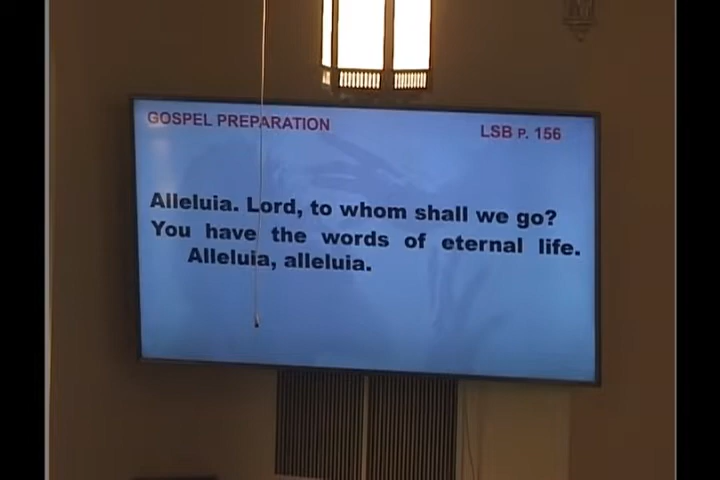 GOSPEL PREPARATION
LSB P. 156
Alleluia. Lord, to whom shall we go?
You have the words of eternal life.
Alleluia, alleluia.